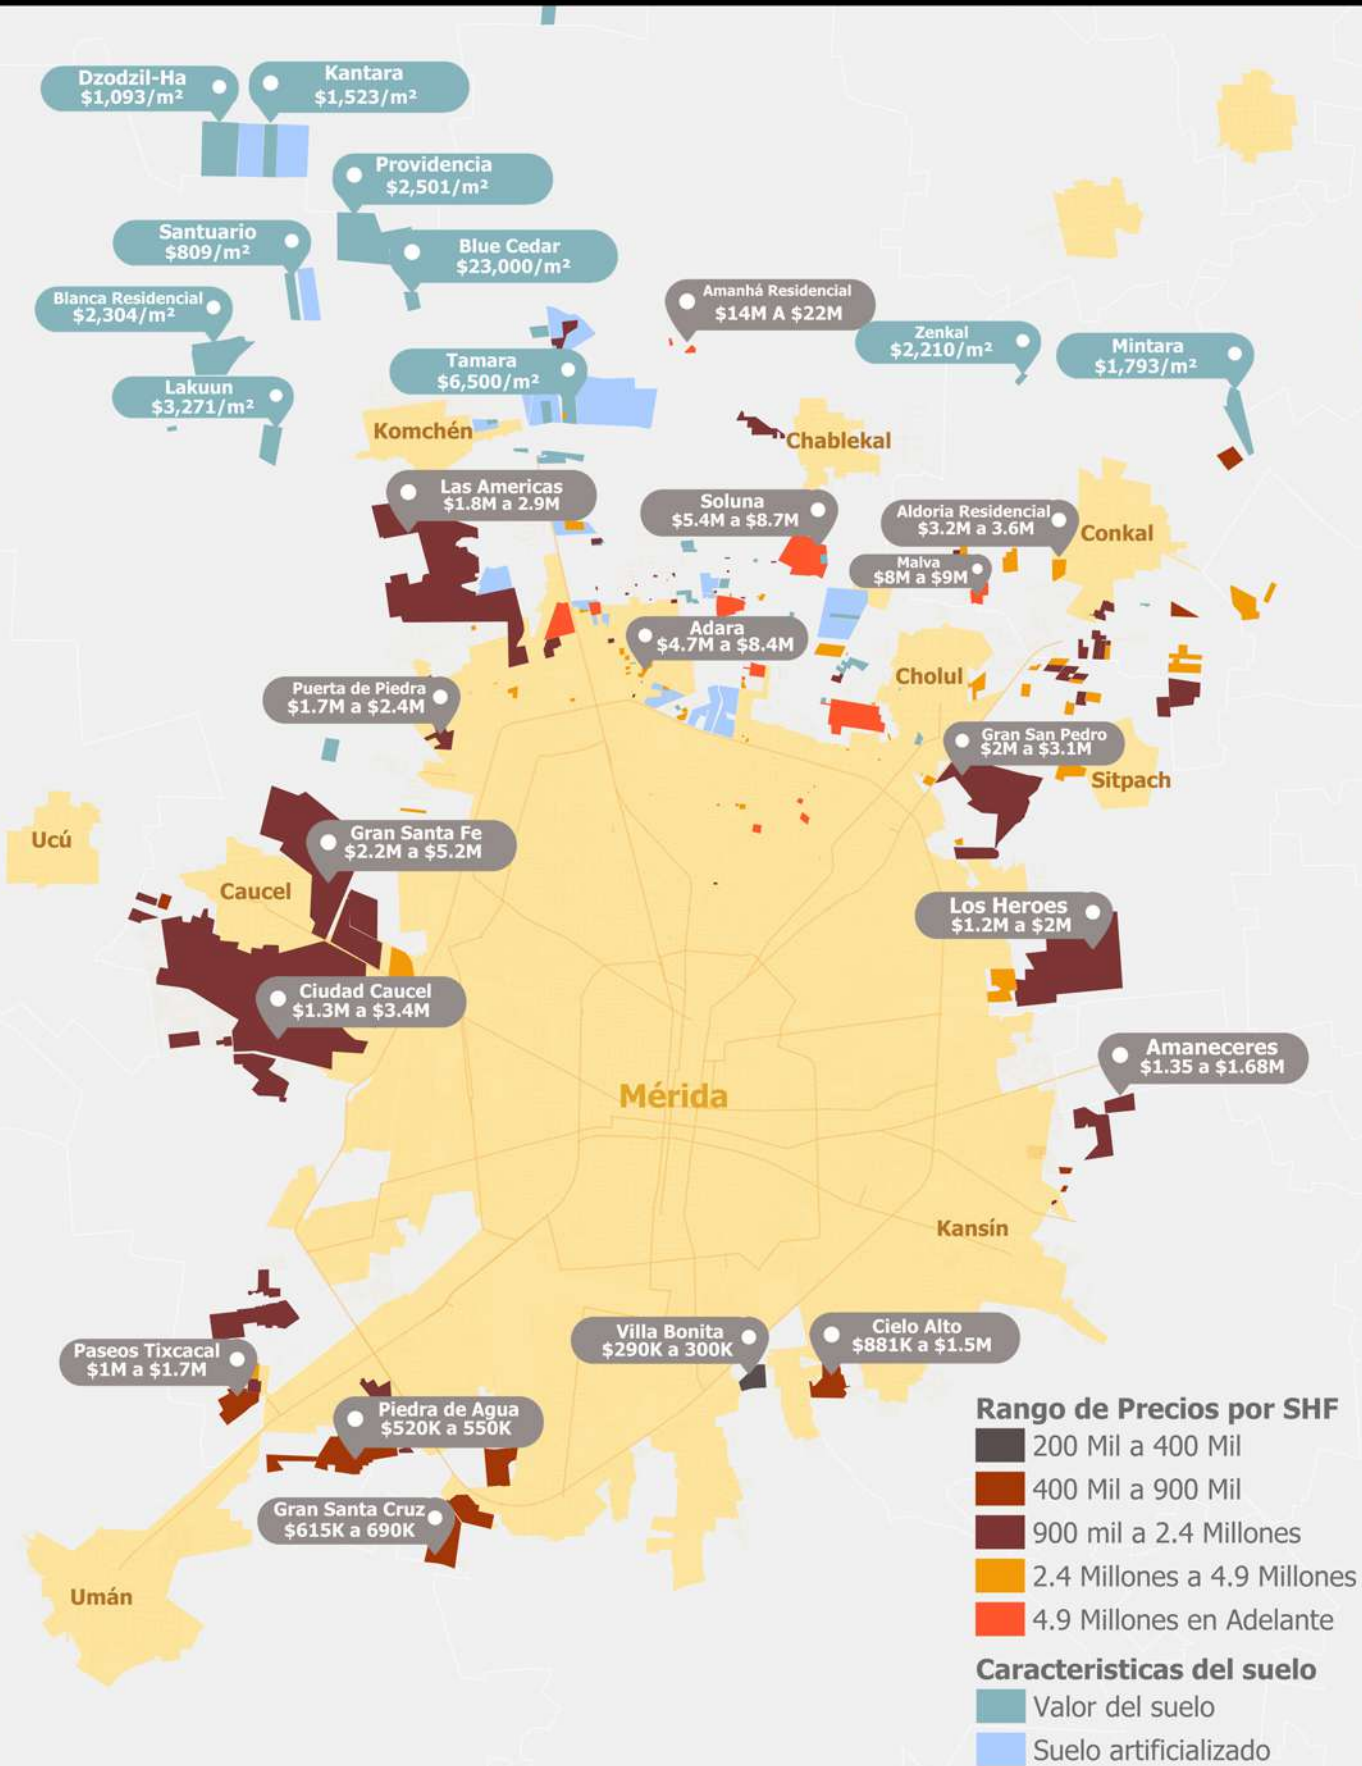 Dzodzil-Ha
$1,093/m²
Kantara
$1,523/m²
Providencia
$2,501/m²
Santuario
$809/m²
Blue Cedar
$23,000/m²
Blanca Residencial
$2,304/m²
Amanhá Residencial
$14M A $22M
Zenkal
$2,210/m²
Mintara
$1,793/m²
Tamara
$6,500/m²
Lakuun
$3,271/m²
Komchén
Chablekal
Las Americas
$1.8M a 2.9M
Soluna
$5.4M a $8.7M
Aldoria Residencial
$3.2M a 3.6M
Conkal
Malva
$8M a $9M
Adara
$4.7M a $8.4M
Cholul
Puerta de Piedra
$1.7M a $2.4M
Gran San Pedro
$2M a $3.1M
Sitpach
Ucú
Gran Santa Fe
$2.2M a $5.2M
Caucel
Los Heroes
$1.2M a $2M
Ciudad Caucel
$1.3M a $3.4M
Amaneceres
$1.35 a $1.68M
Mérida
Kansín
Villa Bonita
$290K a 300K
Cielo Alto
$881K a $1.5M
Paseos Tixcacal
$1M a $1.7M
Piedra de Agua
$520K a 550K
Gran Santa Cruz
$615K a 690K
Umán
Rango de Precios por SHF
200 Mil a 400 Mil
400 Mil a 900 Mil
900 mil a 2.4 Millones
2.4 Millones a 4.9 Millones
4.9 Millones en Adelante
Caracteristicas del suelo
Valor del suelo
Suelo artificializado